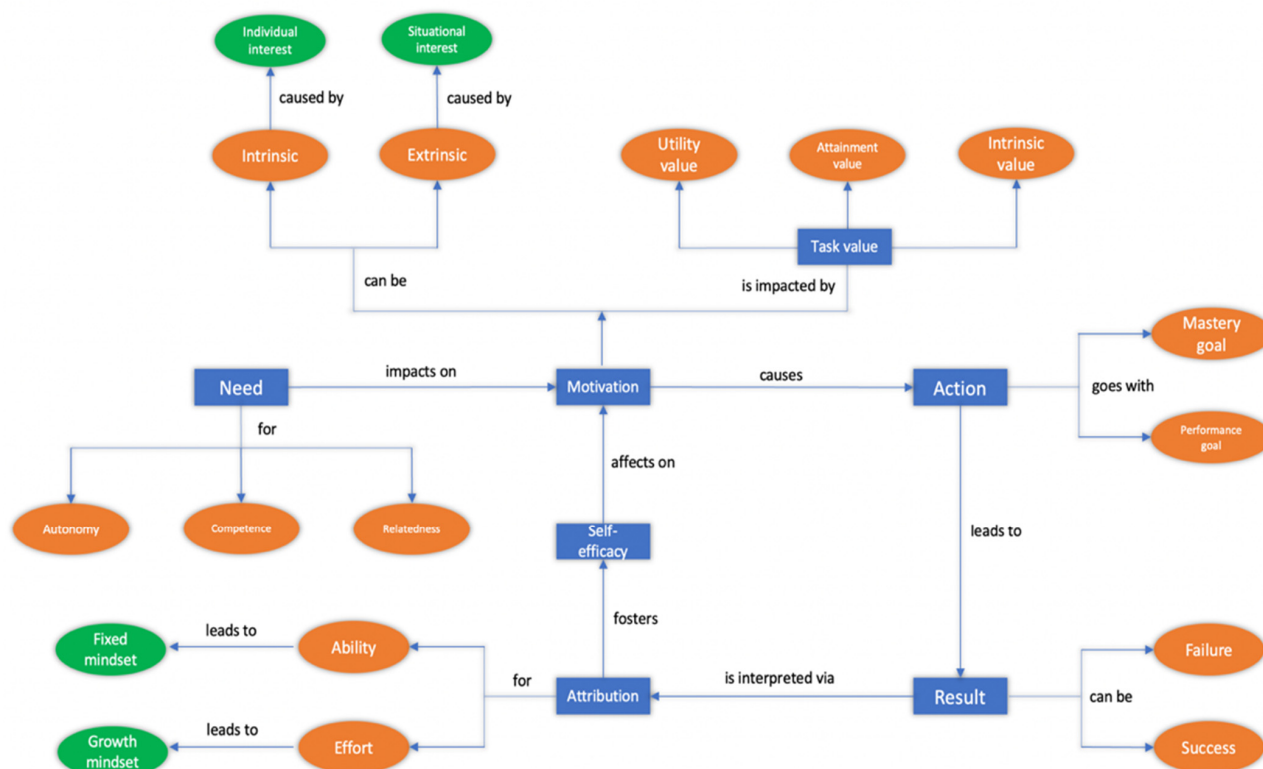 Individual
interest
Situational
interest
caused by
caused by
Intrinsic
Extrinsic
Utility
value
Attainment
value
Intrinsic
value
Task value
can be
is impacted by
Mastery
goal
Need
impacts on
Motivation
causes
Action
goes with
Performance
goal
for
affects on
Autonomy
Competence
Relatedness
Self-
efficacy
leads to
fosters
Fixed
mindset
leads to
Ability
Failure
for
Attribution
is interpreted via
Result
can be
Growth
mindset
leads to
Effort
Success